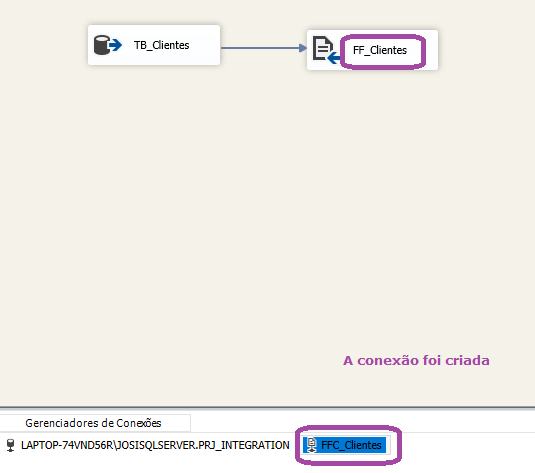 TB_Clientes
FF_Clientes
A conexão foi criada
Gerenciadores de Conexões
LAPTOP-74VND56R\JOSISQLSERVER.PRJ_INTEGRATION
FFC_Clientes